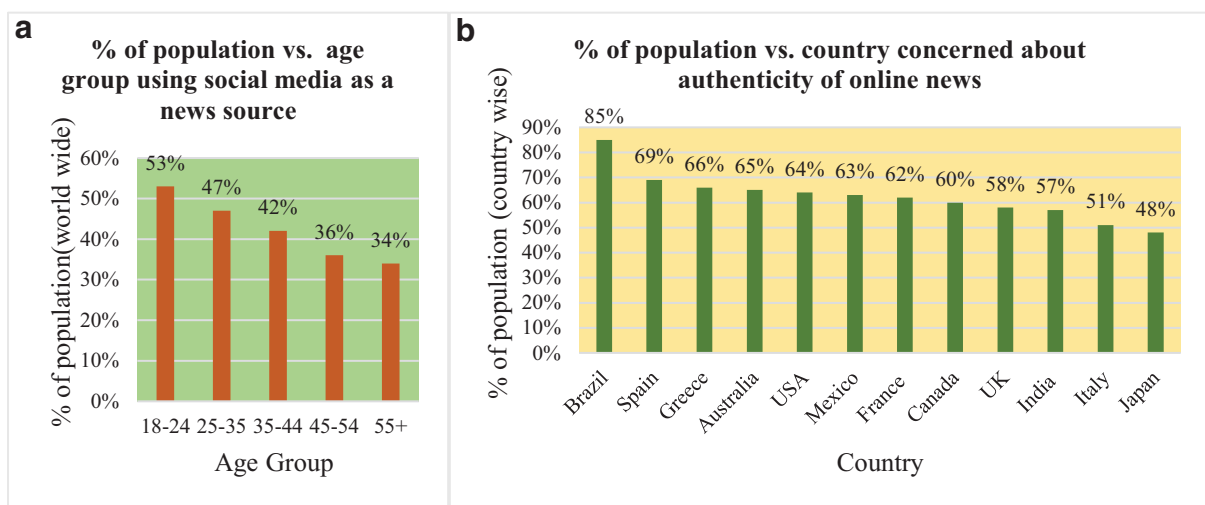 a
% of population vs. age
group using social media as a
news source
% of population(world wide)
60%
50%
40%
30%
20%
10%
0%
53%
47%
42%
36%
34%
18-24 25-35 35-44 45-54 55+
Age Group
b
% of population vs. country concerned about
authenticity of online news
% of population (country wise)
90%
80%
70%
60%
50%
40%
30%
20%
10%
0%
85%
69%
66%
65%
64%
63%
62%
60%
58%
57%
51%
48%
Brazil
Spain
Greece
Australia
USA
Mexico
France
Canada
UK
India
Italy
Japan
Country